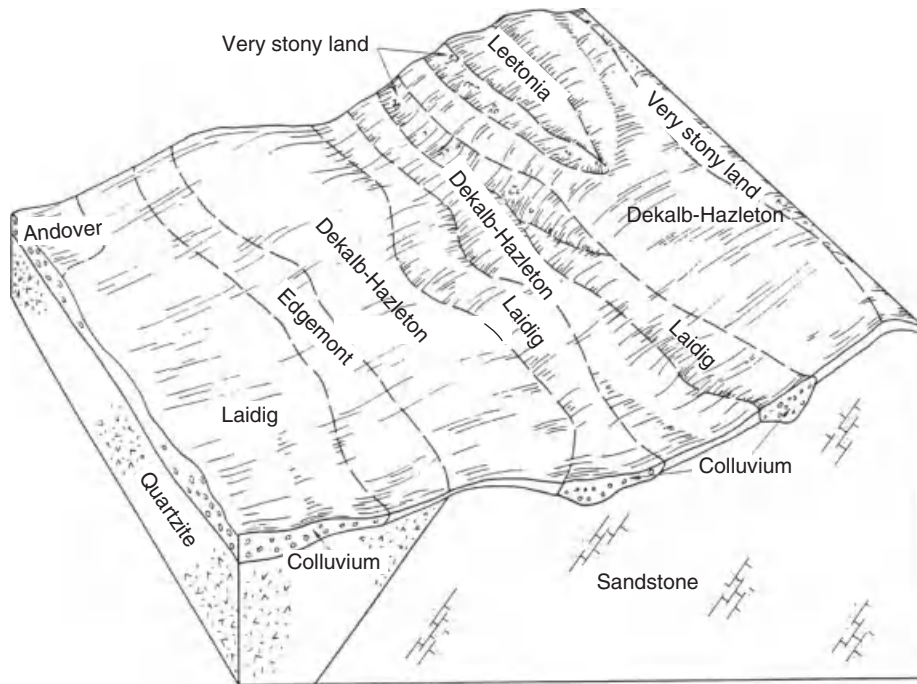 Very stony land
Leetonia
Very stony land
Dekalb-Hazleton
Andover
Dekalb-Hazleton
Dekalb-Hazleton
Edgemont
Laidig
Laidig
Laidig
Colluvium
Quartzite
Colluvium
Sandstone